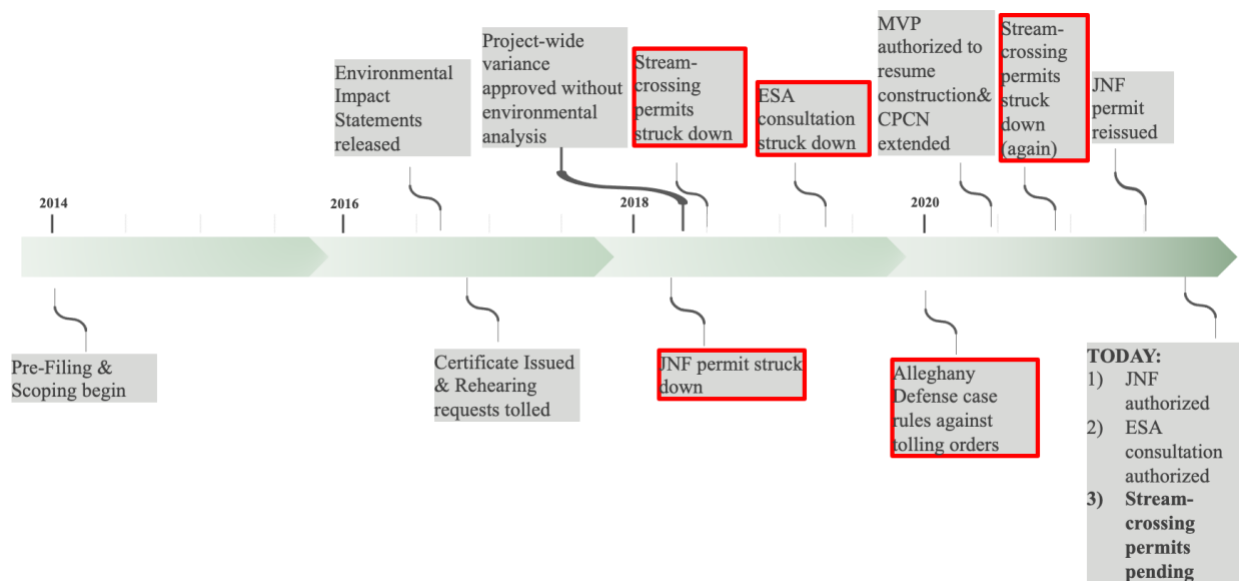 Environmental
Impact
Statements
released
Project-wide
variance
approved without
environmental
analysis
Stream-
crossing
permits
struck down
ESA
consultation
struck down
MVP
authorized to
resume
construction&
CPCN
extended
Stream-
crossing
permits
struck
down
(again)
JNF
permit
reissued
2014
2016
2018
2020
Pre-Filing &
Scoping begin
Certificate Issued
& Rehearing
requests tolled
JNF permit struck
down
Alleghany
Defense case
rules against
tolling orders
TODAY:
1) JNF
authorized
2) ESA
consultation
authorized
3) Stream-
crossing
permits
pending